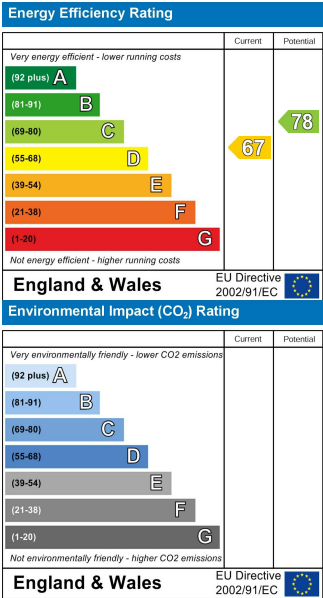 Energy Efficiency Rating
Current Potential
Very energy efficient - lower running costs
(92 plus) A
(81-91) B
(69-80) C
(55-68) D
(39-54) E
(21-38) F
(1-20) G
67
78
Not energy efficient - higher running costs
England & Wales
EU Directive
2002/91/EC
Environmental Impact (CO₂) Rating
Current Potential
Very environmentally friendly - lower CO2 emissions
(92 plus) A
(81-91) B
(69-80) C
(55-68) D
(39-54) E
(21-38) F
(1-20) G
Not environmentally friendly - higher CO2 emissions
England & Wales
EU Directive
2002/91/EC